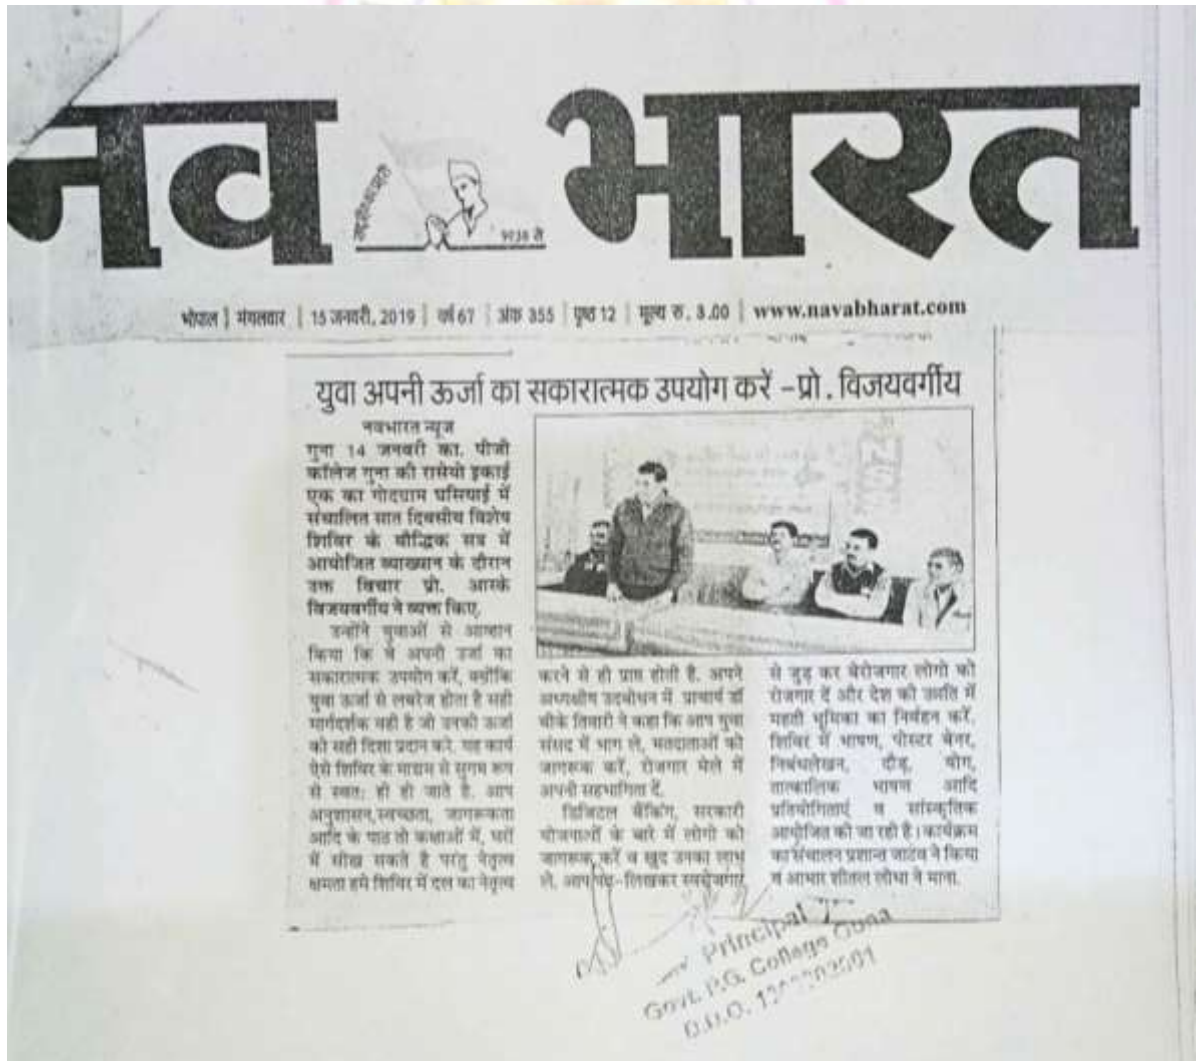 नव भारत
१९३८ से
भोपाल | मंगलवार | 15 जनवरी, 2019 | वर्ष 67 | अंक 355 | पृष्ठ 12 | मूल्य रु. 3.00 | www.navabharat.com
युवा अपनी ऊर्जा का सकारात्मक उपयोग करें -प्रो. विजयवर्गीय
नवभारत न्यूज
गुना 14 जनवरी का. पीजी
कॉलेज गुना की रासेयो इकाई
एक का गोदग्राम घसियाई में
संचालित सात दिवसीय विशेष
शिविर के बौद्धिक सत्र में
आयोजित व्याख्यान के दौरान
उक्त विचार प्रो. आरके
विजयवर्गीय ने व्यक्त किए.
उन्होंने युवाओं से आव्हान
किया कि वे अपनी उर्जा का
सकारात्मक उपयोग करें, क्योंकि
युवा ऊर्जा से लबरेज होता है सही
मार्गदर्शक वही है जो उनकी ऊर्जा
को सही दिशा प्रदान करे. यह कार्य
ऐसे शिविर के माध्यम से सुगम रूप
से स्वत: ही हो जाते है. आप
अनुशासन,स्वच्छता, जागरूकता
आदि के पाठ तो कक्षाओं में, घरों
में सीख सकते है परंतु नेतृत्व
क्षमता हमे शिविर में दल का नेतृत्व
करने से ही प्राप्त होती है. अपने
अध्यक्षीय उदबोधन में प्राचार्य डॉ
बीके तिवारी ने कहा कि आप युवा
संसद में भाग ले, मतदाताओं को
जागरूक करें, रोजगार मेले में
अपनी सहभागिता दें.
डिजिटल बैंकिंग, सरकारी
योजनाओं के बारे में लोगो को
जागरूक करें व खुद उनका लाभ
ले, आप पढ़-लिखकर स्वरोजगार
से जुड़ कर बेरोजगार लोगो को
रोजगार दें और देश की उन्नति में
महती भूमिका का निर्वहन करें.
शिविर में भाषण, पोस्टर बेनर,
निबंधलेखन, दौड़, योग,
तात्कालिक भाषण आदि
प्रतियोगिताएं व सांस्कृतिक
आयोजित की जा रही है। कार्यक्रम
का संचालन प्रशान्त जाटव ने किया
व आभार शीतल लोधा ने माना.
Principal
Govt. P.G. College Guna
D.D.O.